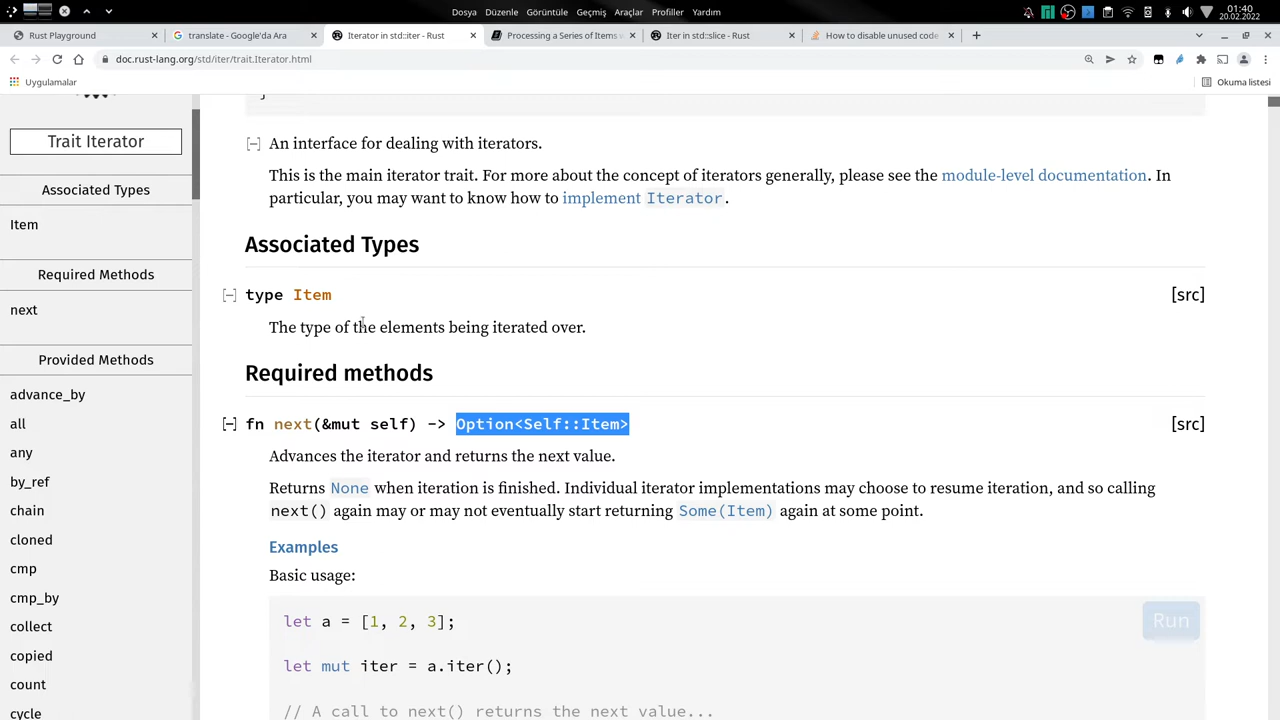 Dosya Düzenle Görüntüle Geçmiş Araçlar Profiller Yardım
01:40
20.02.2022
Rust Playground
translate - Google'da Ara
Iterator in std::iter - Rust
Processing a Series of Items
Iter in std::slice - Rust
How to disable unused code
doc.rust-lang.org/std/iter/trait.Iterator.html
Uygulamalar
Okuma listesi
Trait Iterator
Associated Types
Item
Required Methods
next
Provided Methods
advance_by
all
any
by_ref
chain
cloned
cmp
cmp_by
collect
copied
count
cycle
}
[−] An interface for dealing with iterators.
This is the main iterator trait. For more about the concept of iterators generally, please see the module-level documentation. In
particular, you may want to know how to implement Iterator.
Associated Types
[−] type Item [src]
The type of the elements being iterated over.
Required methods
[−] fn next(&mut self) -> Option<Self::Item> [src]
Advances the iterator and returns the next value.
Returns None when iteration is finished. Individual iterator implementations may choose to resume iteration, and so calling
next() again may or may not eventually start returning Some(Item) again at some point.
Examples
Basic usage:
let a = [1, 2, 3];
Run
let mut iter = a.iter();
// A call to next() returns the next value...